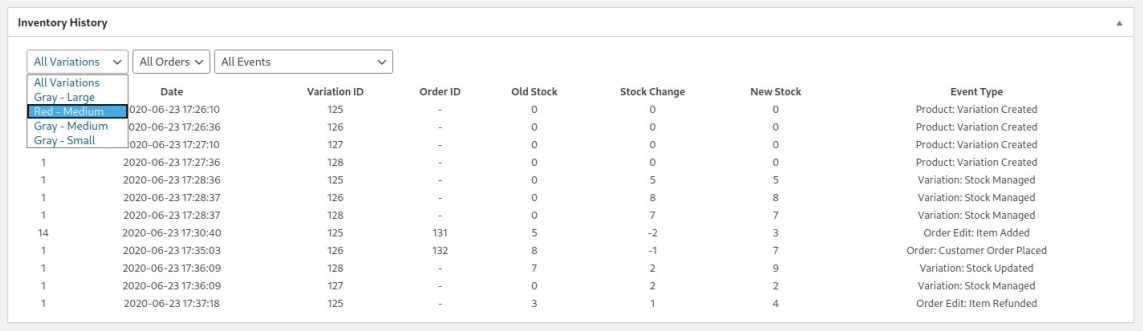 Inventory History
All Variations All Orders All Events
All Variations
Gray - Large
Red - Medium
Gray - Medium
Gray - Small
Date Variation ID Order ID Old Stock Stock Change New Stock Event Type
020-06-23 17:26:10 125 - 0 0 0 Product: Variation Created
020-06-23 17:26:36 126 - 0 0 0 Product: Variation Created
020-06-23 17:27:10 127 - 0 0 0 Product: Variation Created
1 2020-06-23 17:27:36 128 - 0 0 0 Product: Variation Created
1 2020-06-23 17:28:36 125 - 0 5 5 Variation: Stock Managed
1 2020-06-23 17:28:37 126 - 0 8 8 Variation: Stock Managed
1 2020-06-23 17:28:37 128 - 0 7 7 Variation: Stock Managed
14 2020-06-23 17:30:40 125 131 5 -2 3 Order Edit: Item Added
1 2020-06-23 17:35:03 126 132 8 -1 7 Order: Customer Order Placed
1 2020-06-23 17:36:09 128 - 7 2 9 Variation: Stock Updated
1 2020-06-23 17:36:09 127 - 0 2 2 Variation: Stock Managed
1 2020-06-23 17:37:18 125 - 3 1 4 Order Edit: Item Refunded